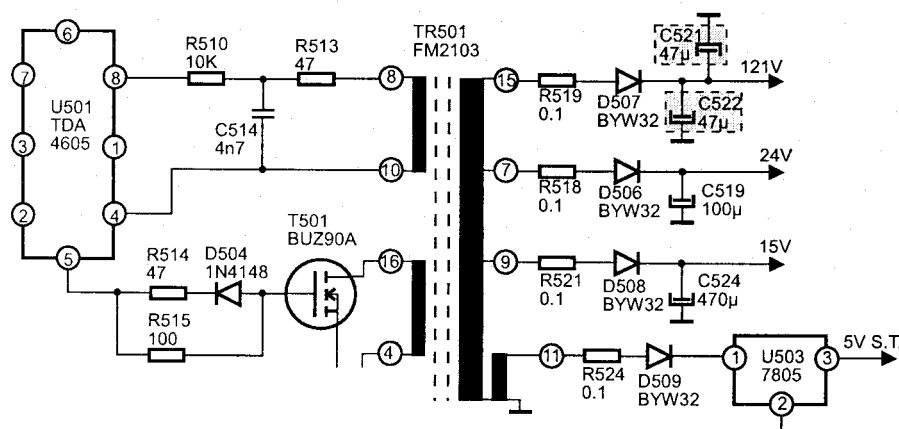 TR501
FM2103
C521
47µ
R510
10K
R513
47
6
7
8
U501
TDA
4605
3
1
2
4
5
C514
4n7
8
10
15
R519
0.1
D507
BYW32
121V
C522
47µ
7
R518
0.1
D506
BYW32
24V
C519
100µ
T501
BUZ90A
R514
47
D504
1N4148
R515
100
16
4
9
R521
0.1
D508
BYW32
15V
C524
470µ
11
R524
0.1
D509
BYW32
1
U503
7805
3
2
5V S.T.